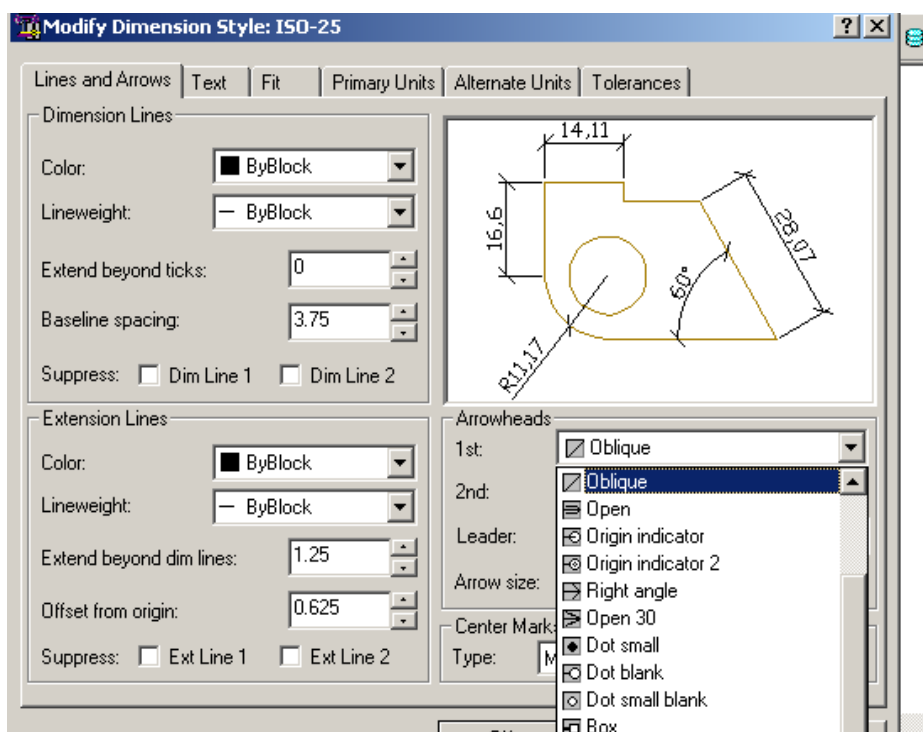 Modify Dimension Style: ISO-25
Lines and Arrows Text Fit Primary Units Alternate Units Tolerances
Dimension Lines
Color: ByBlock
Lineweight: ByBlock
Extend beyond ticks: 0
Baseline spacing: 3.75
Suppress: Dim Line 1 Dim Line 2
14,11
16,6
28,07
60°
R11,17
Extension Lines
Color: ByBlock
Lineweight: ByBlock
Extend beyond dim lines: 1.25
Offset from origin: 0.625
Suppress: Ext Line 1 Ext Line 2
Arrowheads
1st: Oblique
2nd:
Leader:
Arrow size:
Oblique
Open
Origin indicator
Origin indicator 2
Right angle
Open 30
Dot small
Dot blank
Dot small blank
Box
Center Mark
Type: M